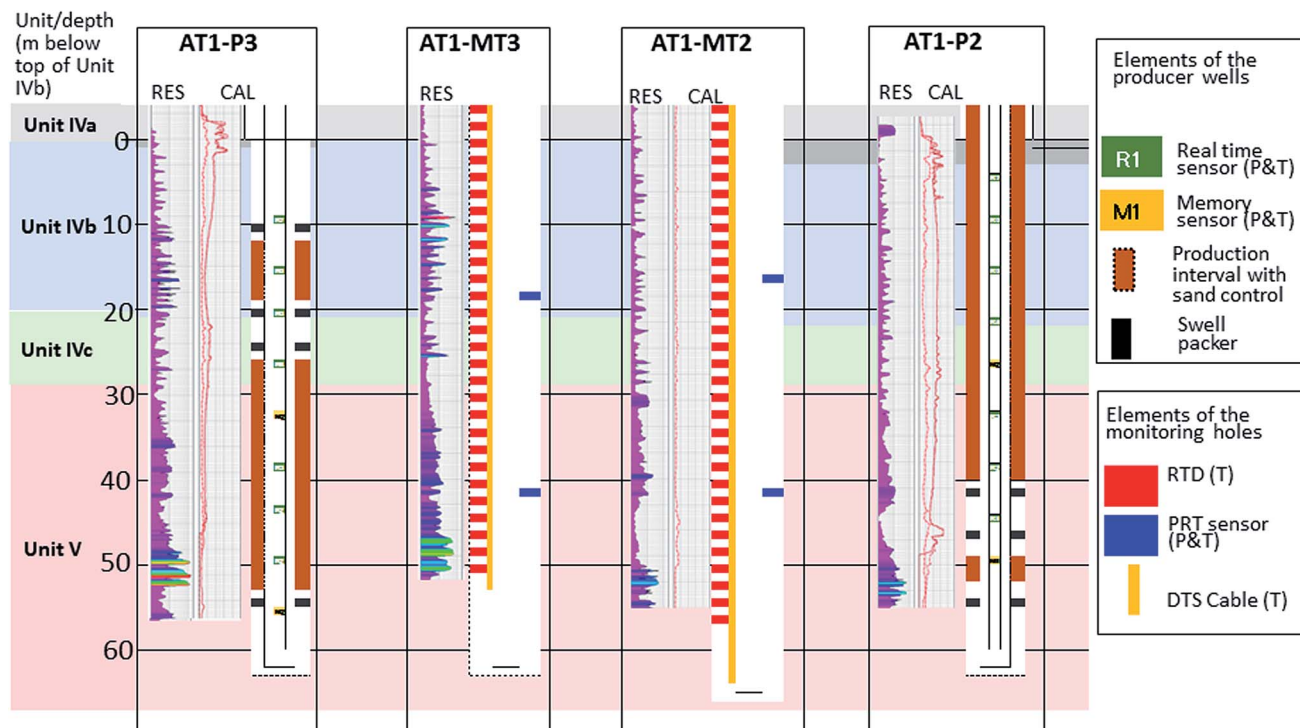 Unit/depth
(m below
top of Unit
IVb)
AT1-P3
AT1-MT3
AT1-MT2
AT1-P2
RES CAL
RES
RES CAL
RES CAL
Unit IVa
0
Unit IVb
10
20
Unit IVc
30
40
Unit V
50
60
Elements of the
producer wells
R1
Real time
sensor (P&T)
M1
Memory
sensor (P&T)
Production
interval with
sand control
Swell
packer
Elements of the
monitoring holes
RTD (T)
PRT sensor
(P&T)
DTS Cable (T)